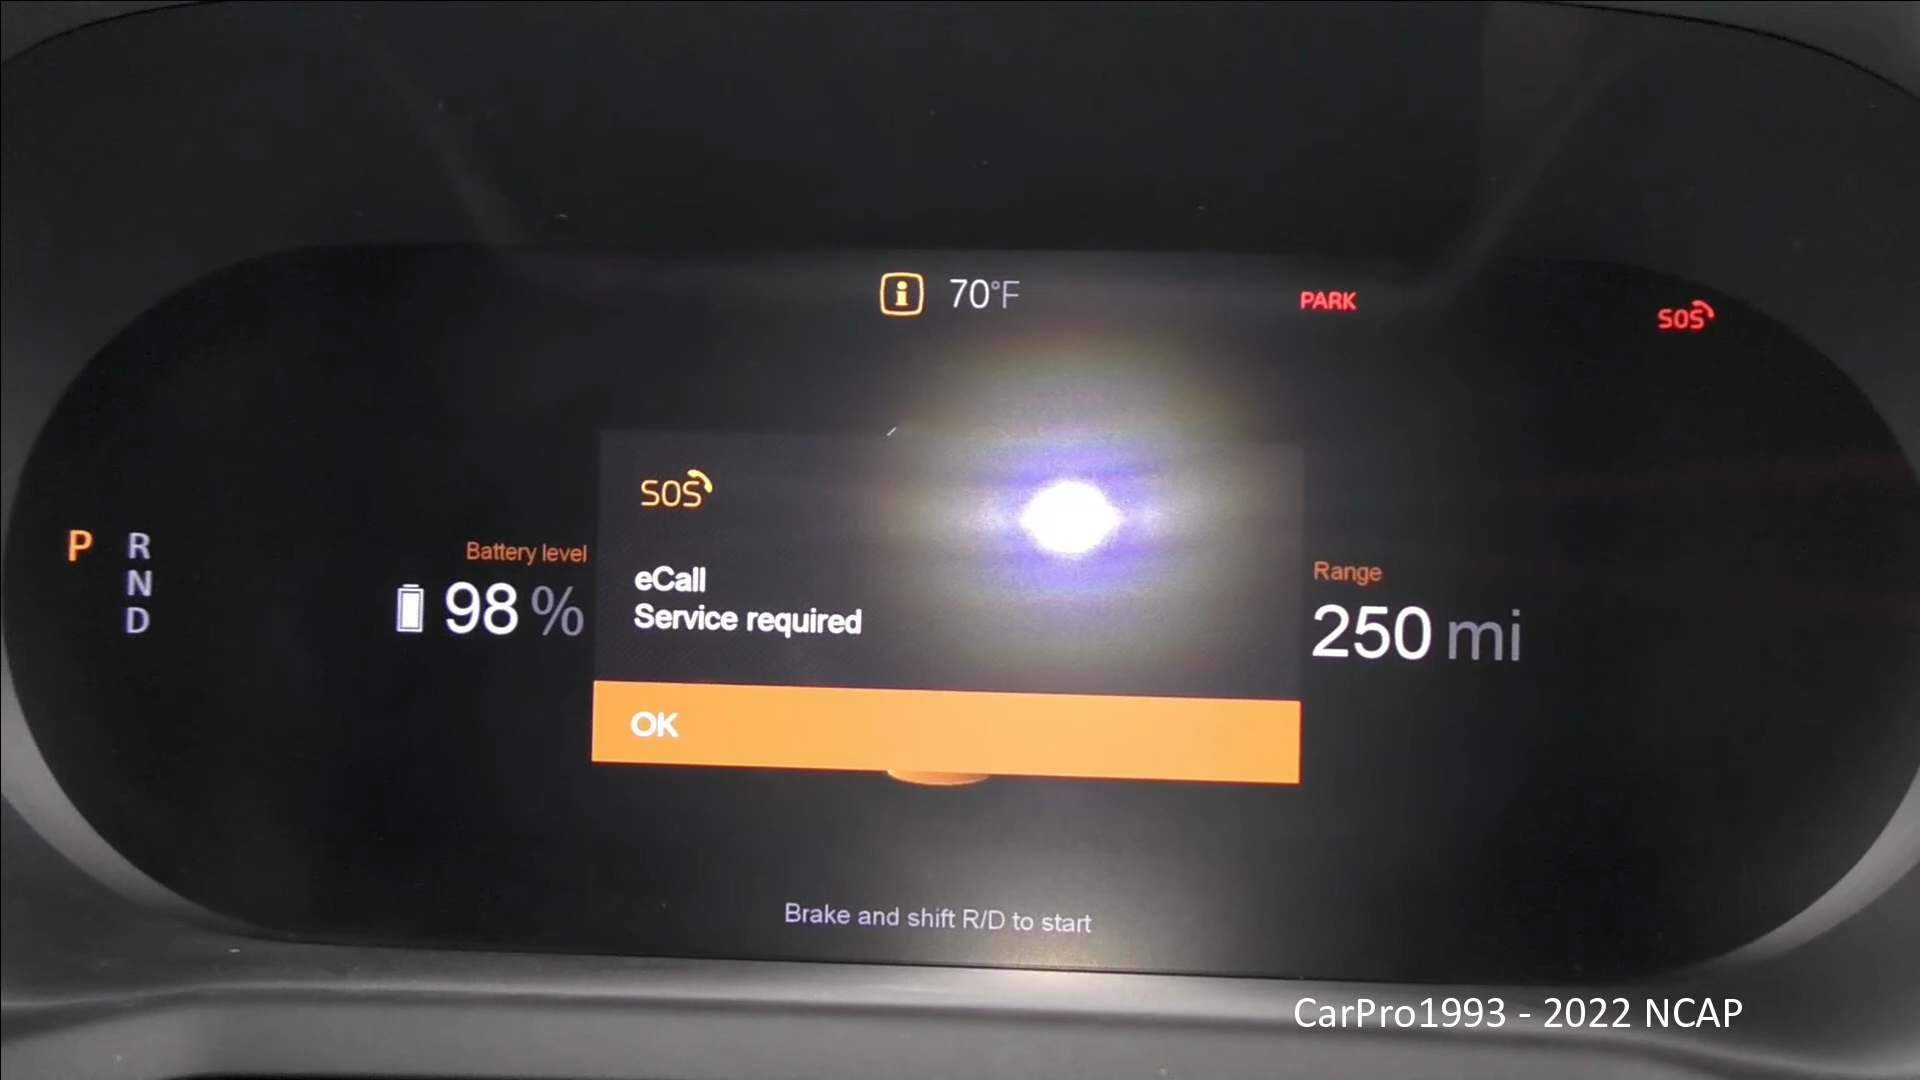 70°F
PARK
SOS
SOS
P R
N
D
Battery level
98 %
eCall
Service required
Range
250 mi
OK
Brake and shift R/D to start
CarPro1993 - 2022 NCAP